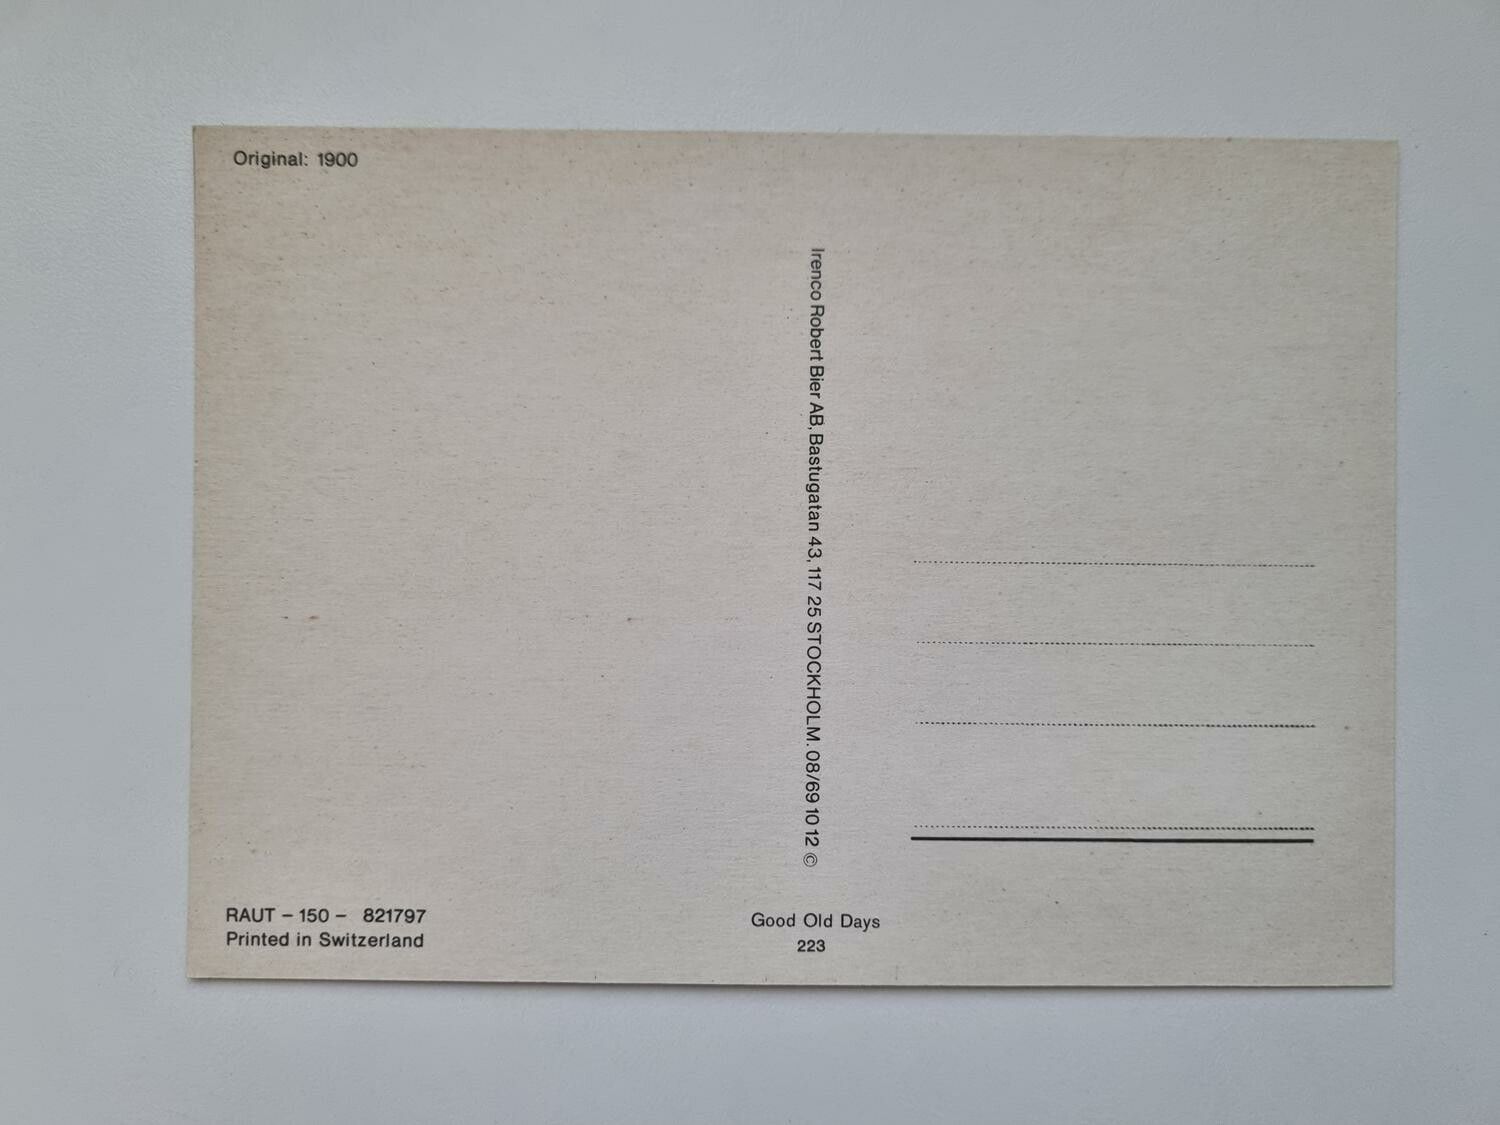 Original: 1900
Irenco Robert Bier AB, Bastugatan 43, 117 25 STOCKHOLM. 08/69 10 12 ©
RAUT – 150 – 821797
Printed in Switzerland
Good Old Days
223